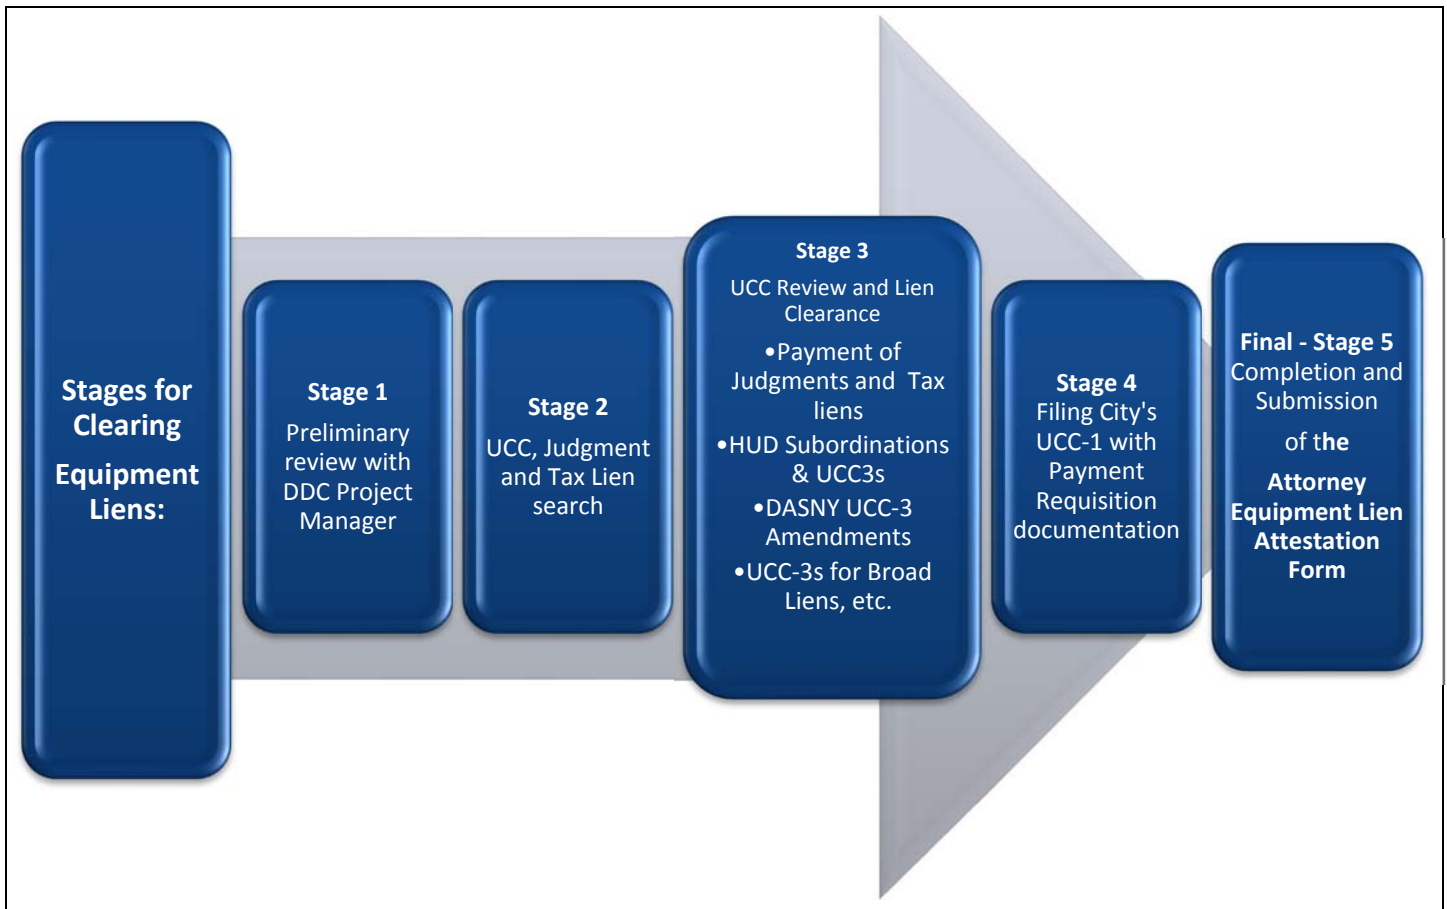 Stages for
Clearing
Equipment
Liens:
Stage 1
Preliminary
review with
DDC Project
Manager
Stage 2
UCC, Judgment
and Tax Lien
search
Stage 3
UCC Review and Lien
Clearance
•Payment of
Judgments and  Tax
liens
•HUD Subordinations
& UCC3s
•DASNY UCC-3
Amendments
•UCC-3s for Broad
Liens, etc.
Stage 4
Filing City's
UCC-1 with
Payment
Requisition
documentation
Final - Stage 5
Completion and
Submission
of the
Attorney
Equipment Lien
Attestation
Form